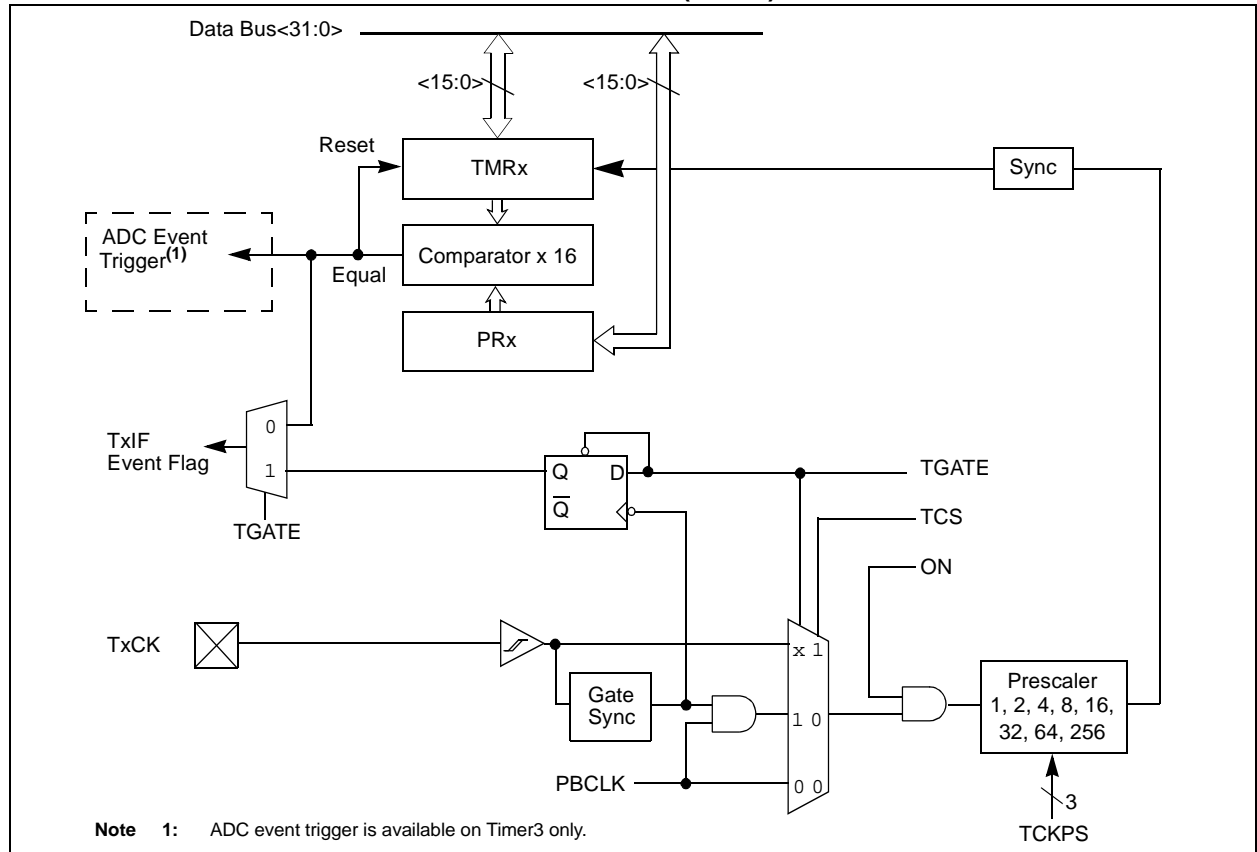 Data Bus<31:0>
<15:0>
<15:0>
Reset
TMRx
Sync
ADC Event
Trigger(1)
Equal
Comparator x 16
PRx
TxIF
Event Flag
0
1
TGATE
Q
D
Q
TGATE
TCS
ON
TxCK
x 1
Gate
Sync
1 0
Prescaler
1, 2, 4, 8, 16,
32, 64, 256
PBCLK
0 0
3
TCKPS
Note 1: ADC event trigger is available on Timer3 only.